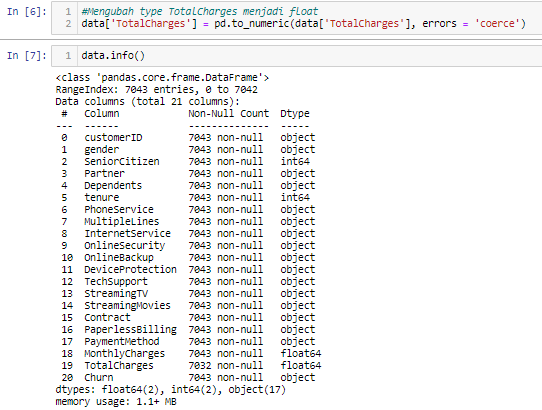 In [6]: 1 #Mengubah type TotalCharges menjadi float
2 data['TotalCharges'] = pd.to_numeric(data['TotalCharges'], errors = 'coerce')
In [7]: 1 data.info()
<class 'pandas.core.frame.DataFrame'>
RangeIndex: 7043 entries, 0 to 7042
Data columns (total 21 columns):
 #   Column            Non-Null Count  Dtype
---  ------            --------------  -----
 0   customerID        7043 non-null   object
 1   gender            7043 non-null   object
 2   SeniorCitizen     7043 non-null   int64
 3   Partner           7043 non-null   object
 4   Dependents        7043 non-null   object
 5   tenure            7043 non-null   int64
 6   PhoneService      7043 non-null   object
 7   MultipleLines     7043 non-null   object
 8   InternetService   7043 non-null   object
 9   OnlineSecurity    7043 non-null   object
 10  OnlineBackup      7043 non-null   object
 11  DeviceProtection  7043 non-null   object
 12  TechSupport       7043 non-null   object
 13  StreamingTV       7043 non-null   object
 14  StreamingMovies   7043 non-null   object
 15  Contract          7043 non-null   object
 16  PaperlessBilling  7043 non-null   object
 17  PaymentMethod     7043 non-null   object
 18  MonthlyCharges    7043 non-null   float64
 19  TotalCharges      7032 non-null   float64
 20  Churn             7043 non-null   object
dtypes: float64(2), int64(2), object(17)
memory usage: 1.1+ MB